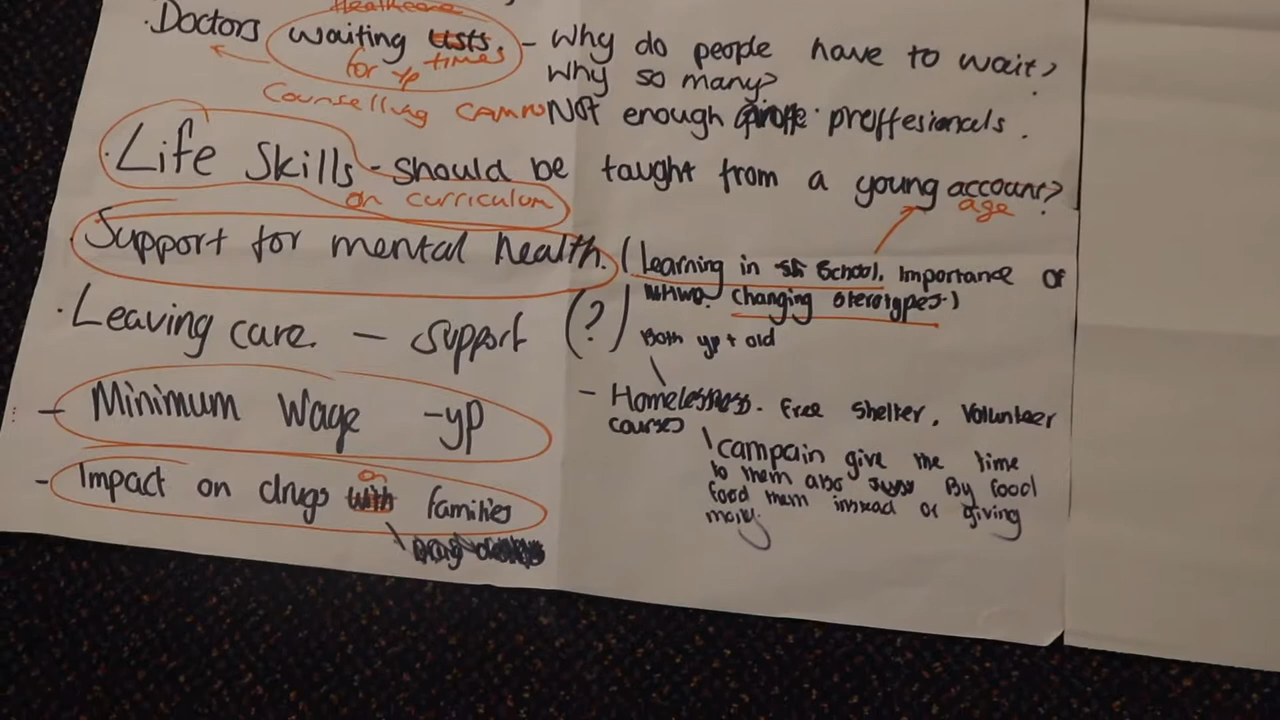 Healthcare
Doctors waiting lists. - Why do people have to wait?
for yp times
Why so many?
Counselling CAMHS NOT enough proffesionals.
Life Skills - should be taught from a young account?
on curriculum age
Support for mental health. (Learning in School. Importance of
MHWB. changing sterotypes.)
Leaving care. - support (?) Both yp + old
- Minimum Wage -yp
- Homelessness. Free shelter, Volunteer
courses
campain give the time
to them also By food
food them instead of giving
- Impact on drugs with families
on